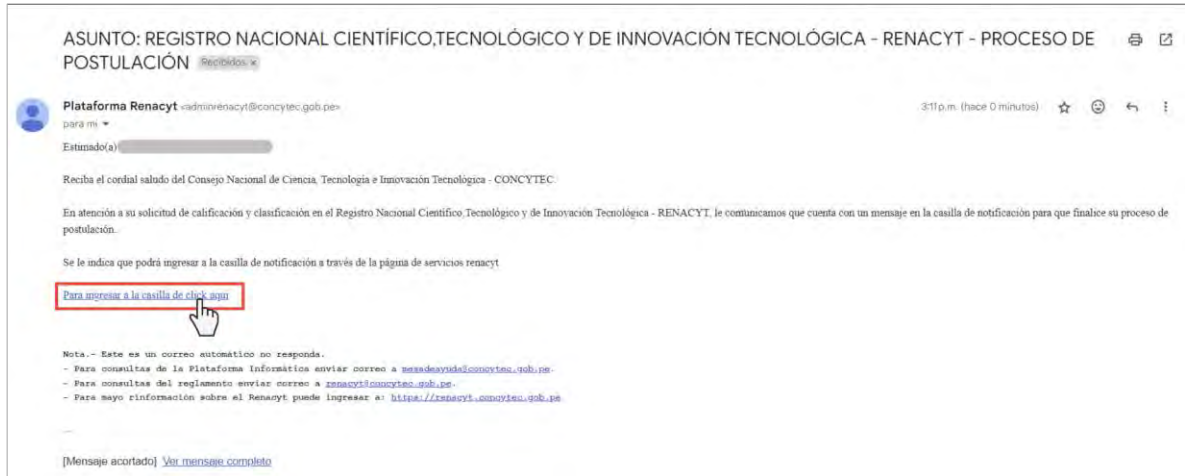 ASUNTO: REGISTRO NACIONAL CIENTÍFICO,TECNOLÓGICO Y DE INNOVACIÓN TECNOLÓGICA - RENACYT - PROCESO DE
POSTULACIÓN Recibidos x
Plataforma Renacyt <adminrenacyt@concytec.gob.pe> 3:11 p.m. (hace 0 minutos)
para mí
Estimado(a)
Reciba el cordial saludo del Consejo Nacional de Ciencia, Tecnología e Innovación Tecnológica - CONCYTEC.
En atención a su solicitud de calificación y clasificación en el Registro Nacional Científico,Tecnológico y de Innovación Tecnológica - RENACYT, le comunicamos que cuenta con un mensaje en la casilla de notificación para que finalice su proceso de
postulación.
Se le indica que podrá ingresar a la casilla de notificación a través de la página de servicios renacyt
Para ingresar a la casilla de click aqui
Nota.- Este es un correo automático no responda.
- Para consultas de la Plataforma Informática enviar correo a mesadeayuda@concytec.gob.pe.
- Para consultas del reglamento enviar correo a renacyt@concytec.gob.pe.
- Para mayo rinformación sobre el Renacyt puede ingresar a: https://renacyt.concytec.gob.pe
...
[Mensaje acortado] Ver mensaje completo